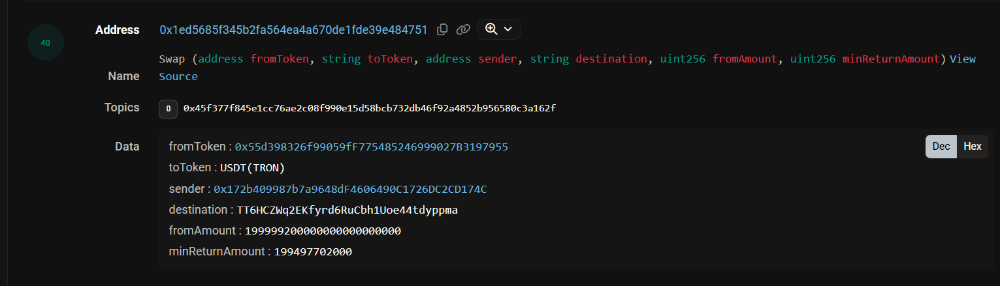 40
Address 0x1ed5685f345b2fa564ea4a670de1fde39e484751
Swap (address fromToken, string toToken, address sender, string destination, uint256 fromAmount, uint256 minReturnAmount) View
Name Source
Topics 0 0x45f377f845e1cc76ae2c08f990e15d58bcb732db46f92a4852b956580c3a162f
Data fromToken : 0x55d398326f99059fF775485246999027B3197955 Dec Hex
toToken : USDT(TRON)
sender : 0x172b409987b7a9648dF4606490C1726DC2CD174C
destination : TT6HCZWq2EKfyrd6RuCbh1Uoe44tdyppma
fromAmount : 199999200000000000000000
minReturnAmount : 199497702000